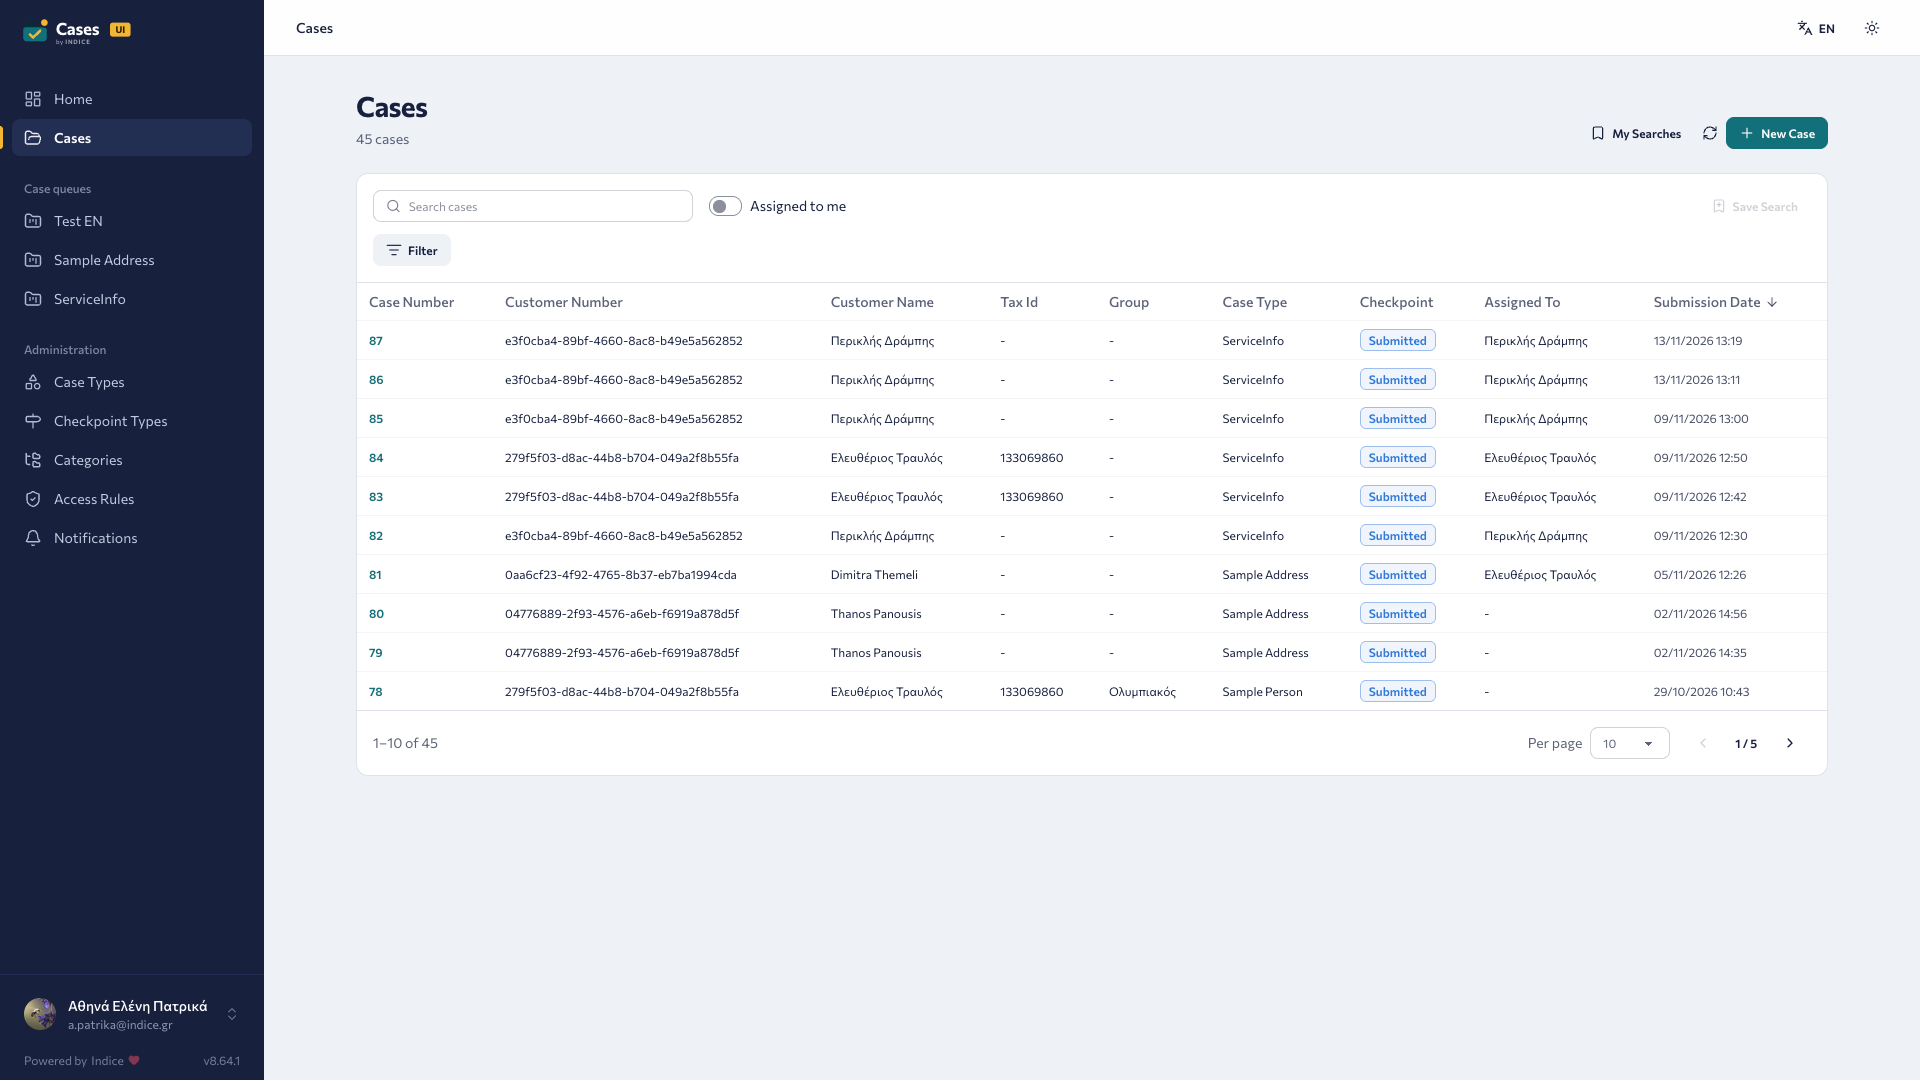 Cases UI
by INDICE
Home
Cases
Case queues
Test EN
Sample Address
ServiceInfo
Administration
Case Types
Checkpoint Types
Categories
Access Rules
Notifications
Αθηνά Ελένη Πατρικά
a.patrika@indice.gr
Powered by Indice v8.64.1
Cases
EN
Cases
45 cases
My Searches
New Case
Search cases
Assigned to me
Save Search
Filter
Case Number Customer Number Customer Name Tax Id Group Case Type Checkpoint Assigned To Submission Date
87 e3f0cba4-89bf-4660-8ac8-b49e5a562852 Περικλής Δράμπης - - ServiceInfo Submitted Περικλής Δράμπης 13/11/2026 13:19
86 e3f0cba4-89bf-4660-8ac8-b49e5a562852 Περικλής Δράμπης - - ServiceInfo Submitted Περικλής Δράμπης 13/11/2026 13:11
85 e3f0cba4-89bf-4660-8ac8-b49e5a562852 Περικλής Δράμπης - - ServiceInfo Submitted Περικλής Δράμπης 09/11/2026 13:00
84 279f5f03-d8ac-44b8-b704-049a2f8b55fa Ελευθέριος Τραυλός 133069860 - ServiceInfo Submitted Ελευθέριος Τραυλός 09/11/2026 12:50
83 279f5f03-d8ac-44b8-b704-049a2f8b55fa Ελευθέριος Τραυλός 133069860 - ServiceInfo Submitted Ελευθέριος Τραυλός 09/11/2026 12:42
82 e3f0cba4-89bf-4660-8ac8-b49e5a562852 Περικλής Δράμπης - - ServiceInfo Submitted Περικλής Δράμπης 09/11/2026 12:30
81 0aa6cf23-4f92-4765-8b37-eb7ba1994cda Dimitra Themeli - - Sample Address Submitted Ελευθέριος Τραυλός 05/11/2026 12:26
80 04776889-2f93-4576-a6eb-f6919a878d5f Thanos Panousis - - Sample Address Submitted - 02/11/2026 14:56
79 04776889-2f93-4576-a6eb-f6919a878d5f Thanos Panousis - - Sample Address Submitted - 02/11/2026 14:35
78 279f5f03-d8ac-44b8-b704-049a2f8b55fa Ελευθέριος Τραυλός 133069860 Ολυμπιακός Sample Person Submitted - 29/10/2026 10:43
1–10 of 45
Per page 10 1 / 5